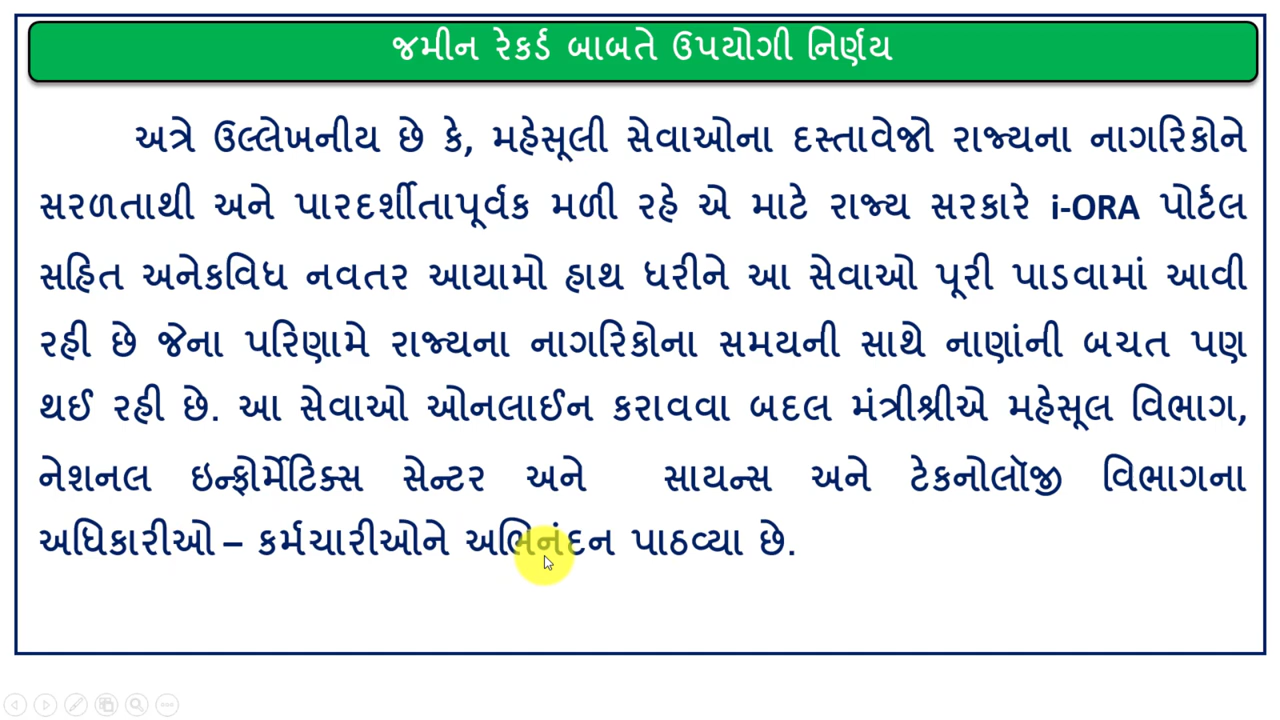 જમીન રેકર્ડ બાબતે ઉપયોગી નિર્ણય
અત્રે ઉલ્લેખનીય છે કે, મહેસૂલી સેવાઓના દસ્તાવેજો રાજ્યના નાગરિકોને
સરળતાથી અને પારદર્શીતાપૂર્વક મળી રહે એ માટે રાજ્ય સરકારે i-ORA પોર્ટલ
સહિત અનેકવિધ નવતર આયામો હાથ ધરીને આ સેવાઓ પૂરી પાડવામાં આવી
રહી છે જેના પરિણામે રાજ્યના નાગરિકોના સમયની સાથે નાણાંની બચત પણ
થઈ રહી છે. આ સેવાઓ ઓનલાઈન કરાવવા બદલ મંત્રીશ્રીએ મહેસૂલ વિભાગ,
નેશનલ ઇન્ફોર્મેટિક્સ સેન્ટર અને સાયન્સ અને ટેકનોલૉજી વિભાગના
અધિકારીઓ – કર્મચારીઓને અભિનંદન પાઠવ્યા છે.